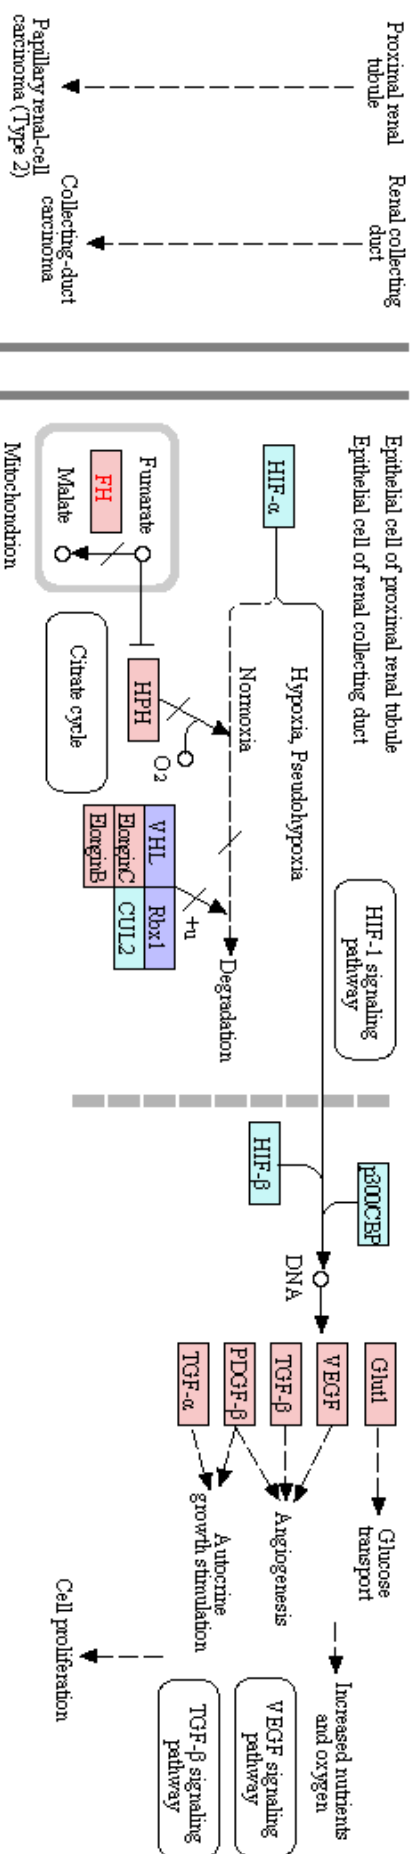 Proximal renal
tubule
Papillary renal-cell
carcinoma (Type 2)
Renal collecting
duct
Collecting-duct
carcinoma
Epithelial cell of proximal renal tubule
Epithelial cell of renal collecting duct
HIF-1 signaling
pathway
HIF-α
Hypoxia, Pseudohypoxia
Normoxia
Degradation
Fumarate
FH
Malate
Mitochondrion
HPH
O2
Citrate cycle
+u
VHL
Rbx1
ElonginC
CUL2
ElonginB
p300CBP
HIF-β
DNA
Glut1
VEGF
TGF-β
PDGF-β
TGF-α
Glucose
transport
Angiogenesis
Autocrine
growth stimulation
Increased nutrients
and oxygen
VEGF signaling
pathway
TGF-β signaling
pathway
Cell proliferation